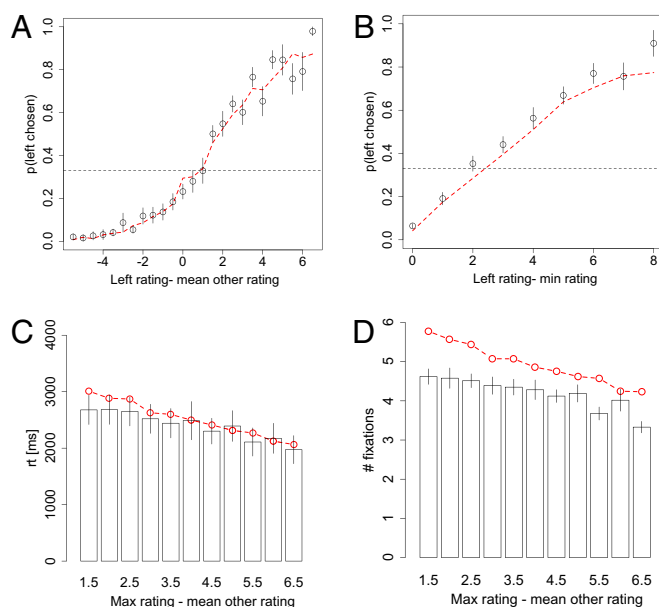 A
p(left chosen)
1.0
0.8
0.6
0.4
0.2
0.0
-4 -2 0 2 4 6
Left rating- mean other rating
B
p(left chosen)
1.0
0.8
0.6
0.4
0.2
0.0
0 2 4 6 8
Left rating- min rating
C
rt [ms]
4000
3000
2000
1000
0
1.5 2.5 3.5 4.5 5.5 6.5
Max rating - mean other rating
D
# fixations
6
5
4
3
2
1
0
1.5 2.5 3.5 4.5 5.5 6.5
Max rating - mean other rating